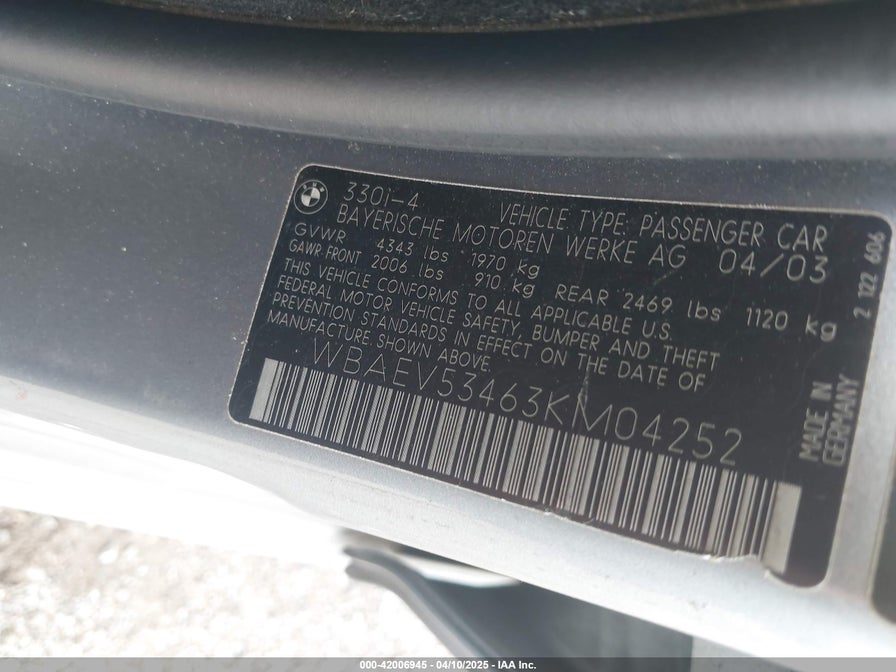 330i-4 VEHICLE TYPE: PASSENGER CAR
BAYERISCHE MOTOREN WERKE AG 04/03
GVWR 4343 lbs 1970 kg
GAWR FRONT 2006 lbs 910 kg REAR 2469 lbs 1120 kg
THIS VEHICLE CONFORMS TO ALL APPLICABLE U.S.
FEDERAL MOTOR VEHICLE SAFETY, BUMPER AND THEFT
PREVENTION STANDARDS IN EFFECT ON THE DATE OF
MANUFACTURE SHOWN ABOVE.
WBAEV53463KM04252
MADE IN
GERMANY
2 122 606
000-42006945 - 04/10/2025 - IAA Inc.